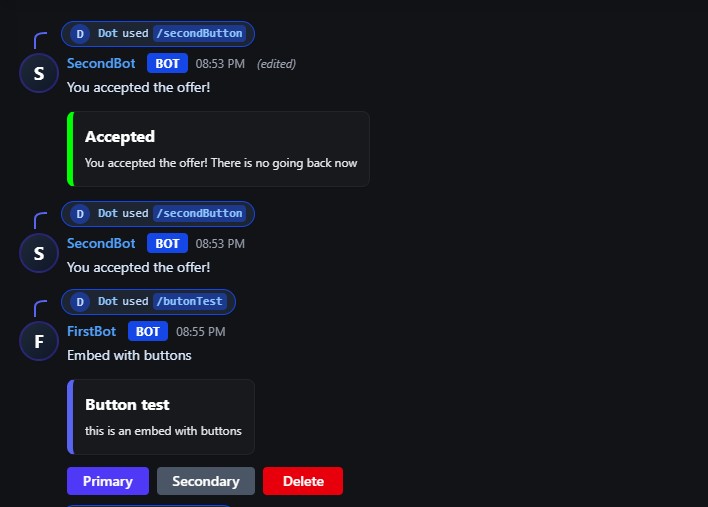 D Dot used /secondButton
S SecondBot BOT 08:53 PM (edited)
You accepted the offer!
Accepted
You accepted the offer! There is no going back now
D Dot used /secondButton
S SecondBot BOT 08:53 PM
You accepted the offer!
D Dot used /butonTest
F FirstBot BOT 08:55 PM
Embed with buttons
Button test
this is an embed with buttons
Primary Secondary Delete